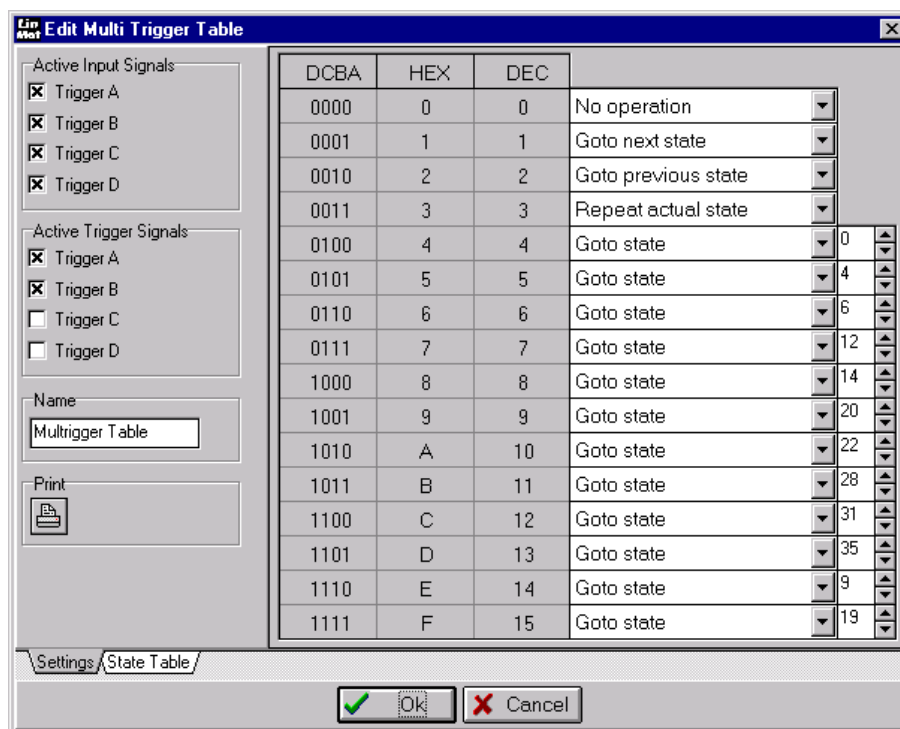 Lin Mot Edit Multi Trigger Table
Active Input Signals
Trigger A
Trigger B
Trigger C
Trigger D
Active Trigger Signals
Trigger A
Trigger B
Trigger C
Trigger D
Name
Multrigger Table
Print
DCBA HEX DEC
0000 0 0 No operation
0001 1 1 Goto next state
0010 2 2 Goto previous state
0011 3 3 Repeat actual state
0100 4 4 Goto state 0
0101 5 5 Goto state 4
0110 6 6 Goto state 6
0111 7 7 Goto state 12
1000 8 8 Goto state 14
1001 9 9 Goto state 20
1010 A 10 Goto state 22
1011 B 11 Goto state 28
1100 C 12 Goto state 31
1101 D 13 Goto state 35
1110 E 14 Goto state 9
1111 F 15 Goto state 19
Settings State Table
Ok Cancel